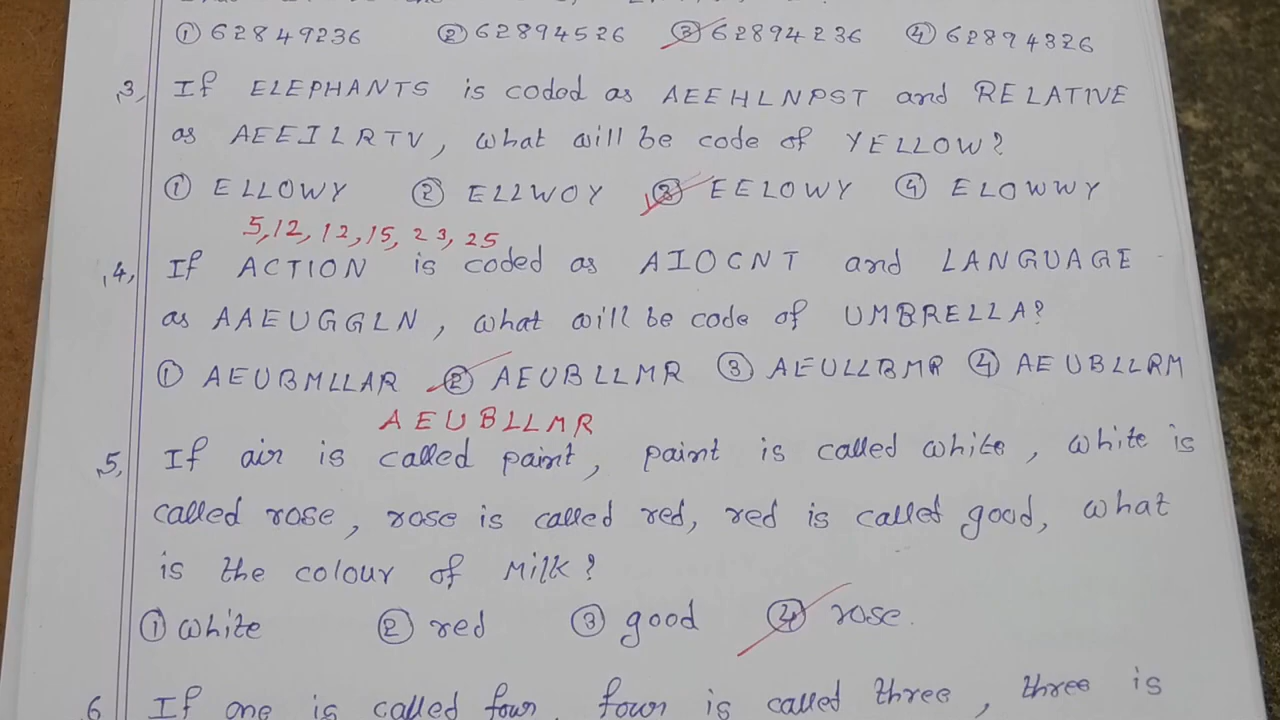 ① 62849236 ② 62894526 ③ 62894236 ④ 62894326
3, If ELEPHANTS is coded as AEEHLNPST and RELATIVE
as AEEILRTV, what will be code of YELLOW?
① ELLOWY ② ELLWOY ③ EELOWY ④ ELOWWY
5,12, 12,15, 23, 25
4, If ACTION is coded as AIOCNT and LANGUAGE
as AAEUGGLN, what will be code of UMBRELLA?
① AEUBMLLAR ② AEUBLLMR ③ AEULLBMR ④ AEUBLLRM
AEUBLLMR
5, If air is called paint, paint is called white, white is
called rose, rose is called red, red is called good, what
is the colour of Milk?
① white ② red ③ good ④ rose.
6 If one is called four, four is called three, three is